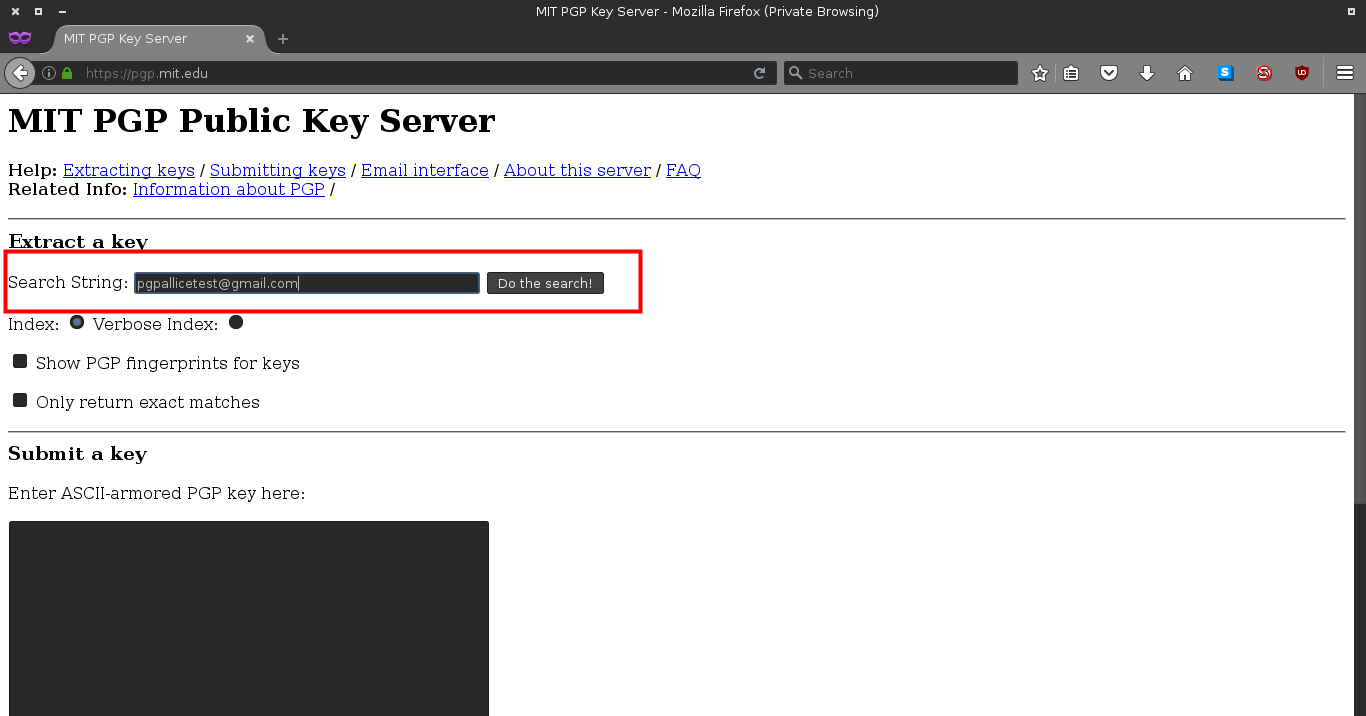 MIT PGP Key Server - Mozilla Firefox (Private Browsing)
MIT PGP Key Server
https://pgp.mit.edu
Search
S
UD
MIT PGP Public Key Server
Help: Extracting keys / Submitting keys / Email interface / About this server / FAQ
Related Info: Information about PGP /
Extract a key
Search String: pgpallicetest@gmail.com Do the search!
Index: Verbose Index:
Show PGP fingerprints for keys
Only return exact matches
Submit a key
Enter ASCII-armored PGP key here: